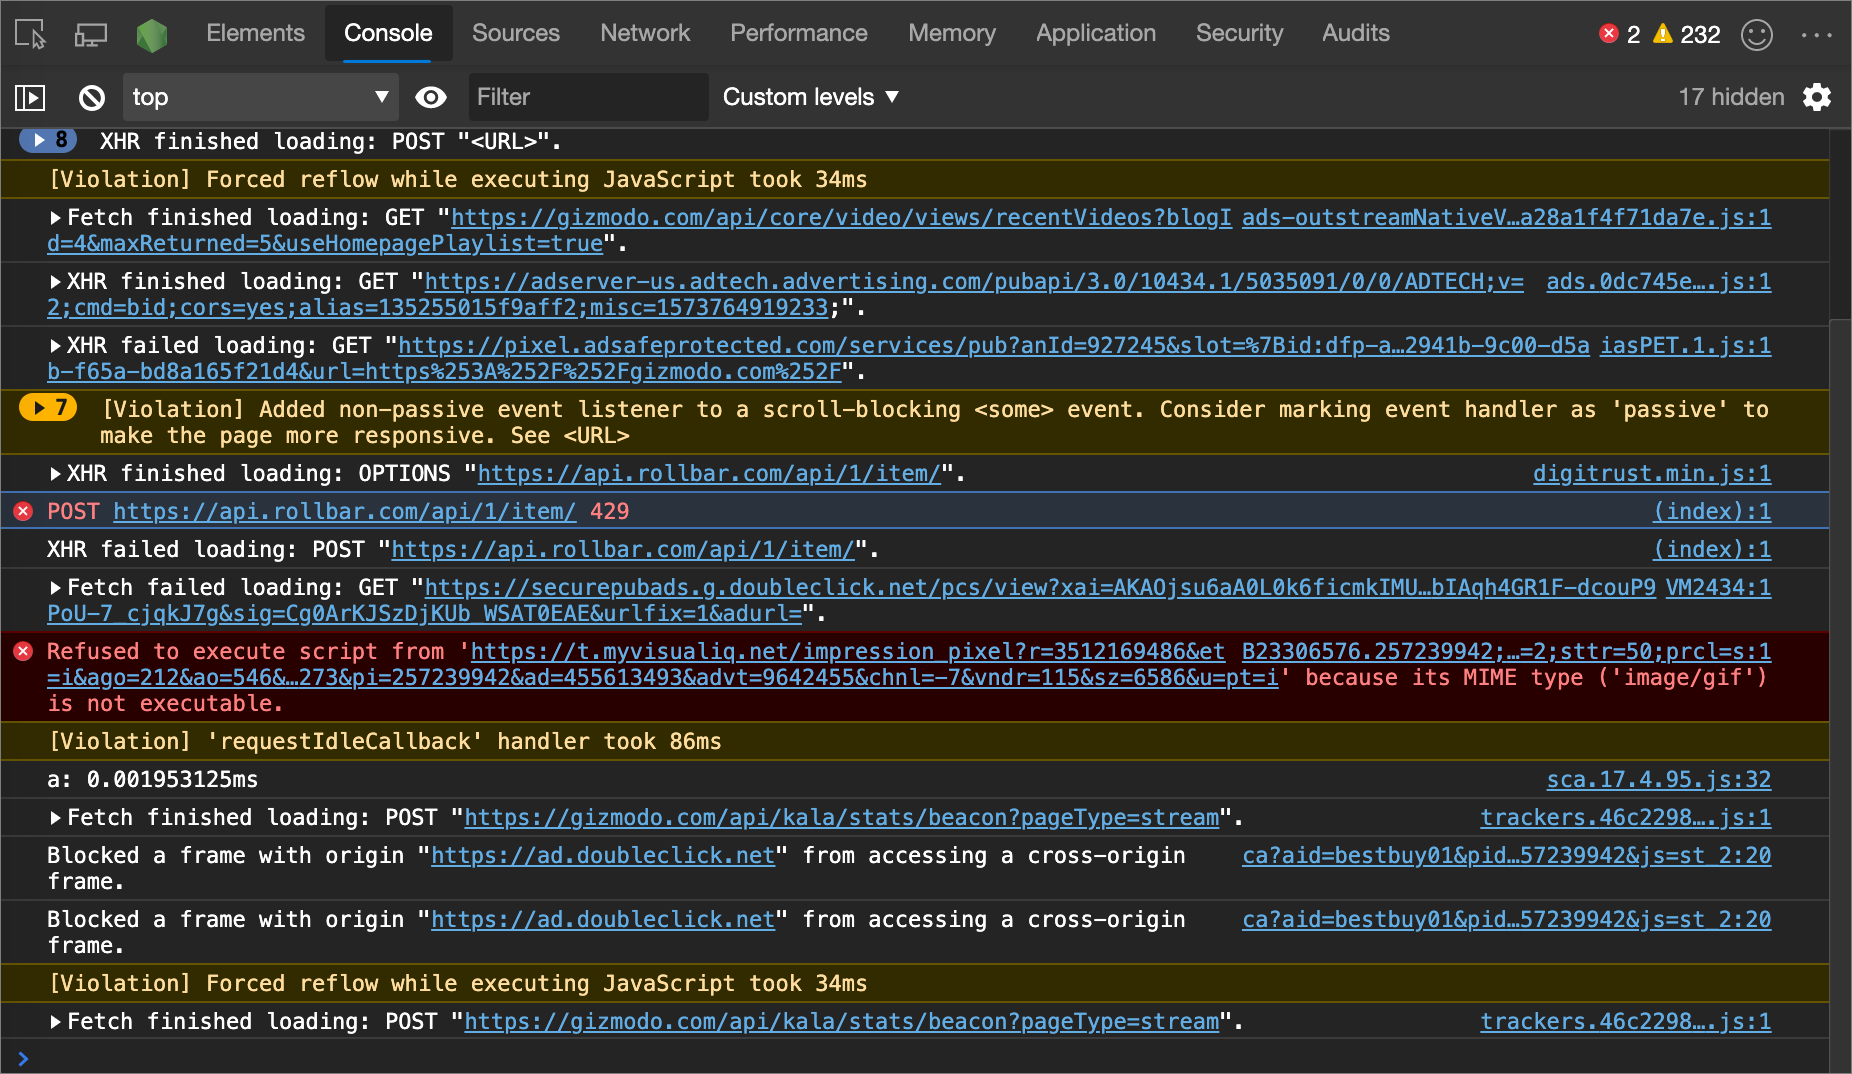 Elements Console Sources Network Performance Memory Application Security Audits 2 232
top Filter Custom levels 17 hidden
8 XHR finished loading: POST "<URL>".
[Violation] Forced reflow while executing JavaScript took 34ms
Fetch finished loading: GET "https://gizmodo.com/api/core/video/views/recentVideos?blogI ads-outstreamNativeV…a28a1f4f71da7e.js:1
d=4&maxReturned=5&useHomepagePlaylist=true".
XHR finished loading: GET "https://adserver-us.adtech.advertising.com/pubapi/3.0/10434.1/5035091/0/0/ADTECH;v= ads.0dc745e….js:1
2;cmd=bid;cors=yes;alias=135255015f9aff2;misc=1573764919233;".
XHR failed loading: GET "https://pixel.adsafeprotected.com/services/pub?anId=927245&slot=%7Bid:dfp-a…2941b-9c00-d5a iasPET.1.js:1
b-f65a-bd8a165f21d4&url=https%253A%252F%252Fgizmodo.com%252F".
7 [Violation] Added non-passive event listener to a scroll-blocking <some> event. Consider marking event handler as 'passive' to
make the page more responsive. See <URL>
XHR finished loading: OPTIONS "https://api.rollbar.com/api/1/item/". digitrust.min.js:1
POST https://api.rollbar.com/api/1/item/ 429 (index):1
XHR failed loading: POST "https://api.rollbar.com/api/1/item/". (index):1
Fetch failed loading: GET "https://securepubads.g.doubleclick.net/pcs/view?xai=AKAOjsu6aA0L0k6ficmkIMU…bIAqh4GR1F-dcouP9 VM2434:1
PoU-7_cjqkJ7g&sig=Cg0ArKJSzDjKUb_WSAT0EAE&urlfix=1&adurl=".
Refused to execute script from 'https://t.myvisualiq.net/impression_pixel?r=3512169486&et B23306576.257239942;…=2;sttr=50;prcl=s:1
=i&ago=212&ao=546&…273&pi=257239942&ad=455613493&advt=9642455&chnl=-7&vndr=115&sz=6586&u=pt=i' because its MIME type ('image/gif')
is not executable.
[Violation] 'requestIdleCallback' handler took 86ms
a: 0.001953125ms sca.17.4.95.js:32
Fetch finished loading: POST "https://gizmodo.com/api/kala/stats/beacon?pageType=stream". trackers.46c2298….js:1
Blocked a frame with origin "https://ad.doubleclick.net" from accessing a cross-origin ca?aid=bestbuy01&pid…57239942&js=st_2:20
frame.
Blocked a frame with origin "https://ad.doubleclick.net" from accessing a cross-origin ca?aid=bestbuy01&pid…57239942&js=st_2:20
frame.
[Violation] Forced reflow while executing JavaScript took 34ms
Fetch finished loading: POST "https://gizmodo.com/api/kala/stats/beacon?pageType=stream". trackers.46c2298….js:1